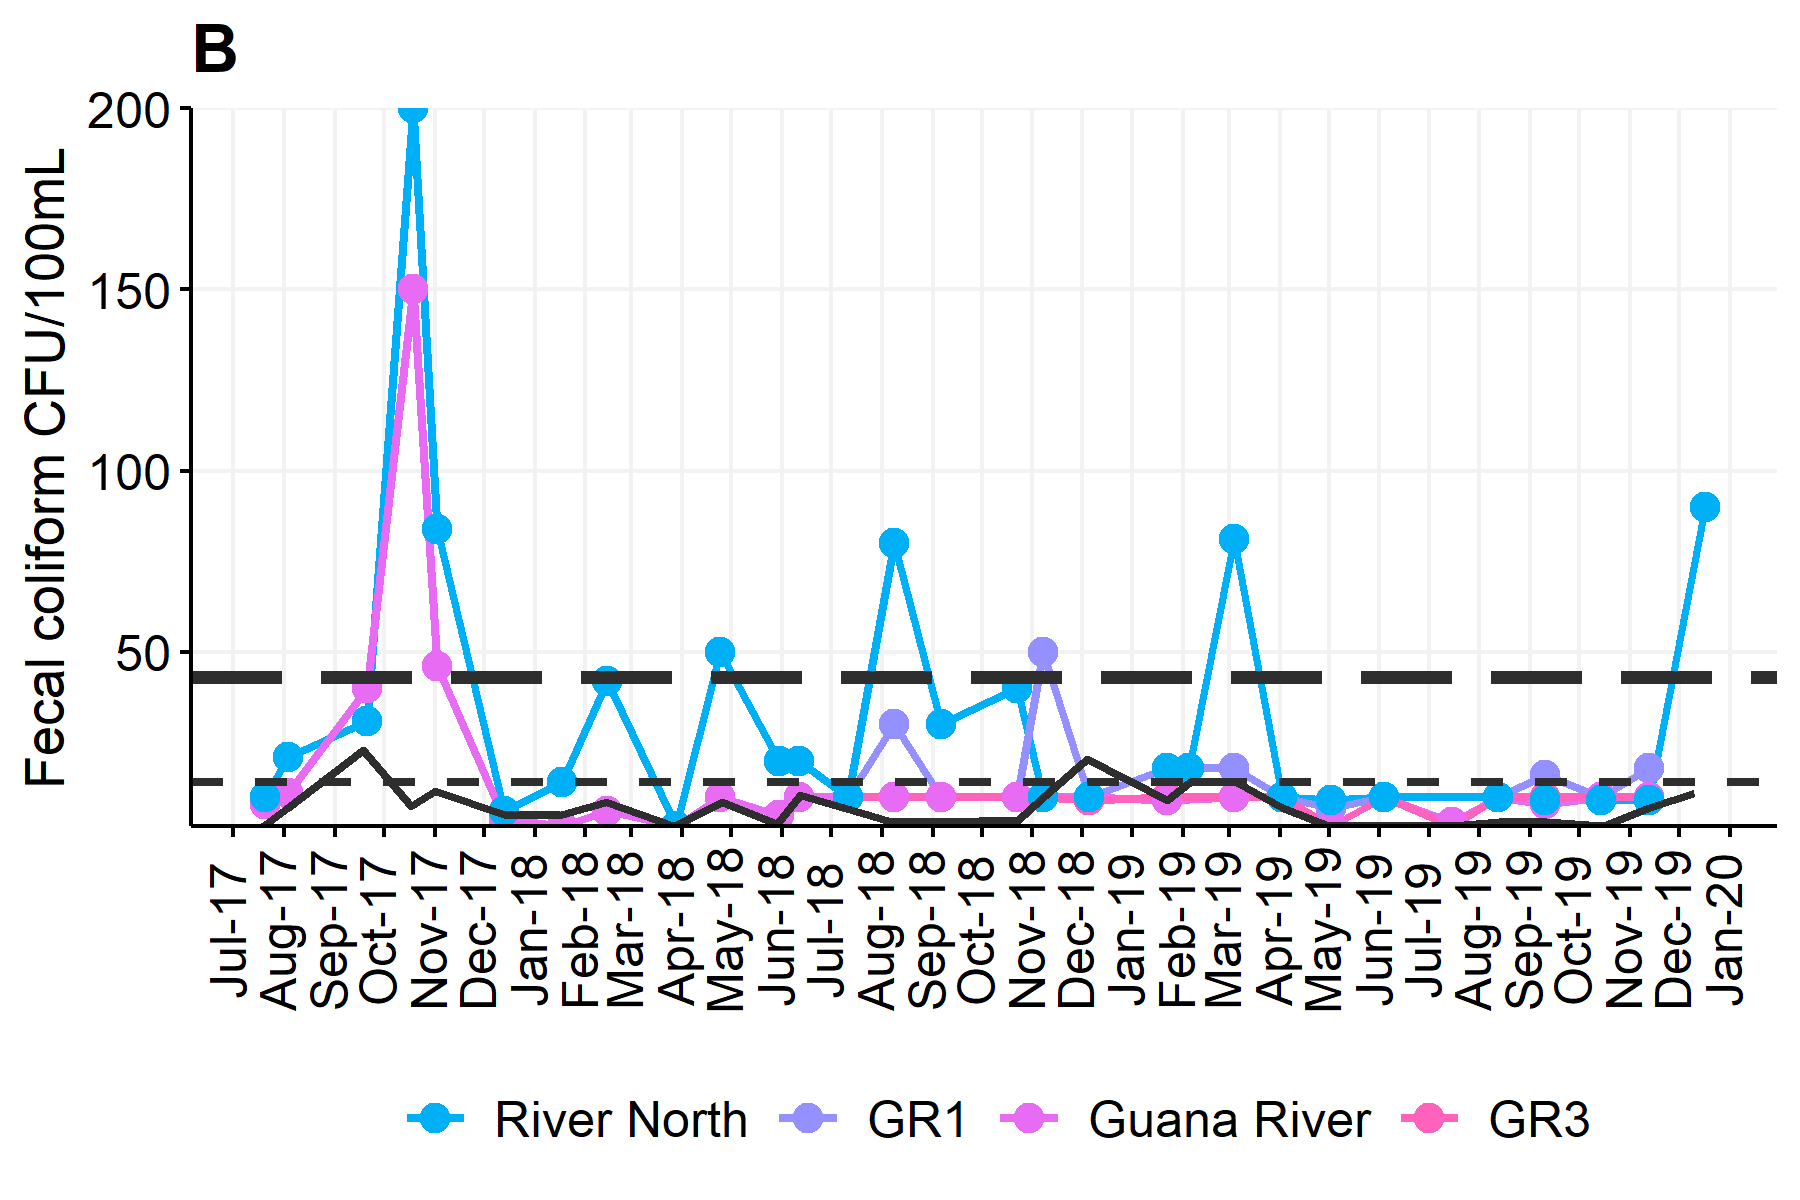 B
Fecal coliform CFU/100mL
200
150
100
50
Jul-17
Aug-17
Sep-17
Oct-17
Nov-17
Dec-17
Jan-18
Feb-18
Mar-18
Apr-18
May-18
Jun-18
Jul-18
Aug-18
Sep-18
Oct-18
Nov-18
Dec-18
Jan-19
Feb-19
Mar-19
Apr-19
May-19
Jun-19
Jul-19
Aug-19
Sep-19
Oct-19
Nov-19
Dec-19
Jan-20
River North GR1 Guana River GR3